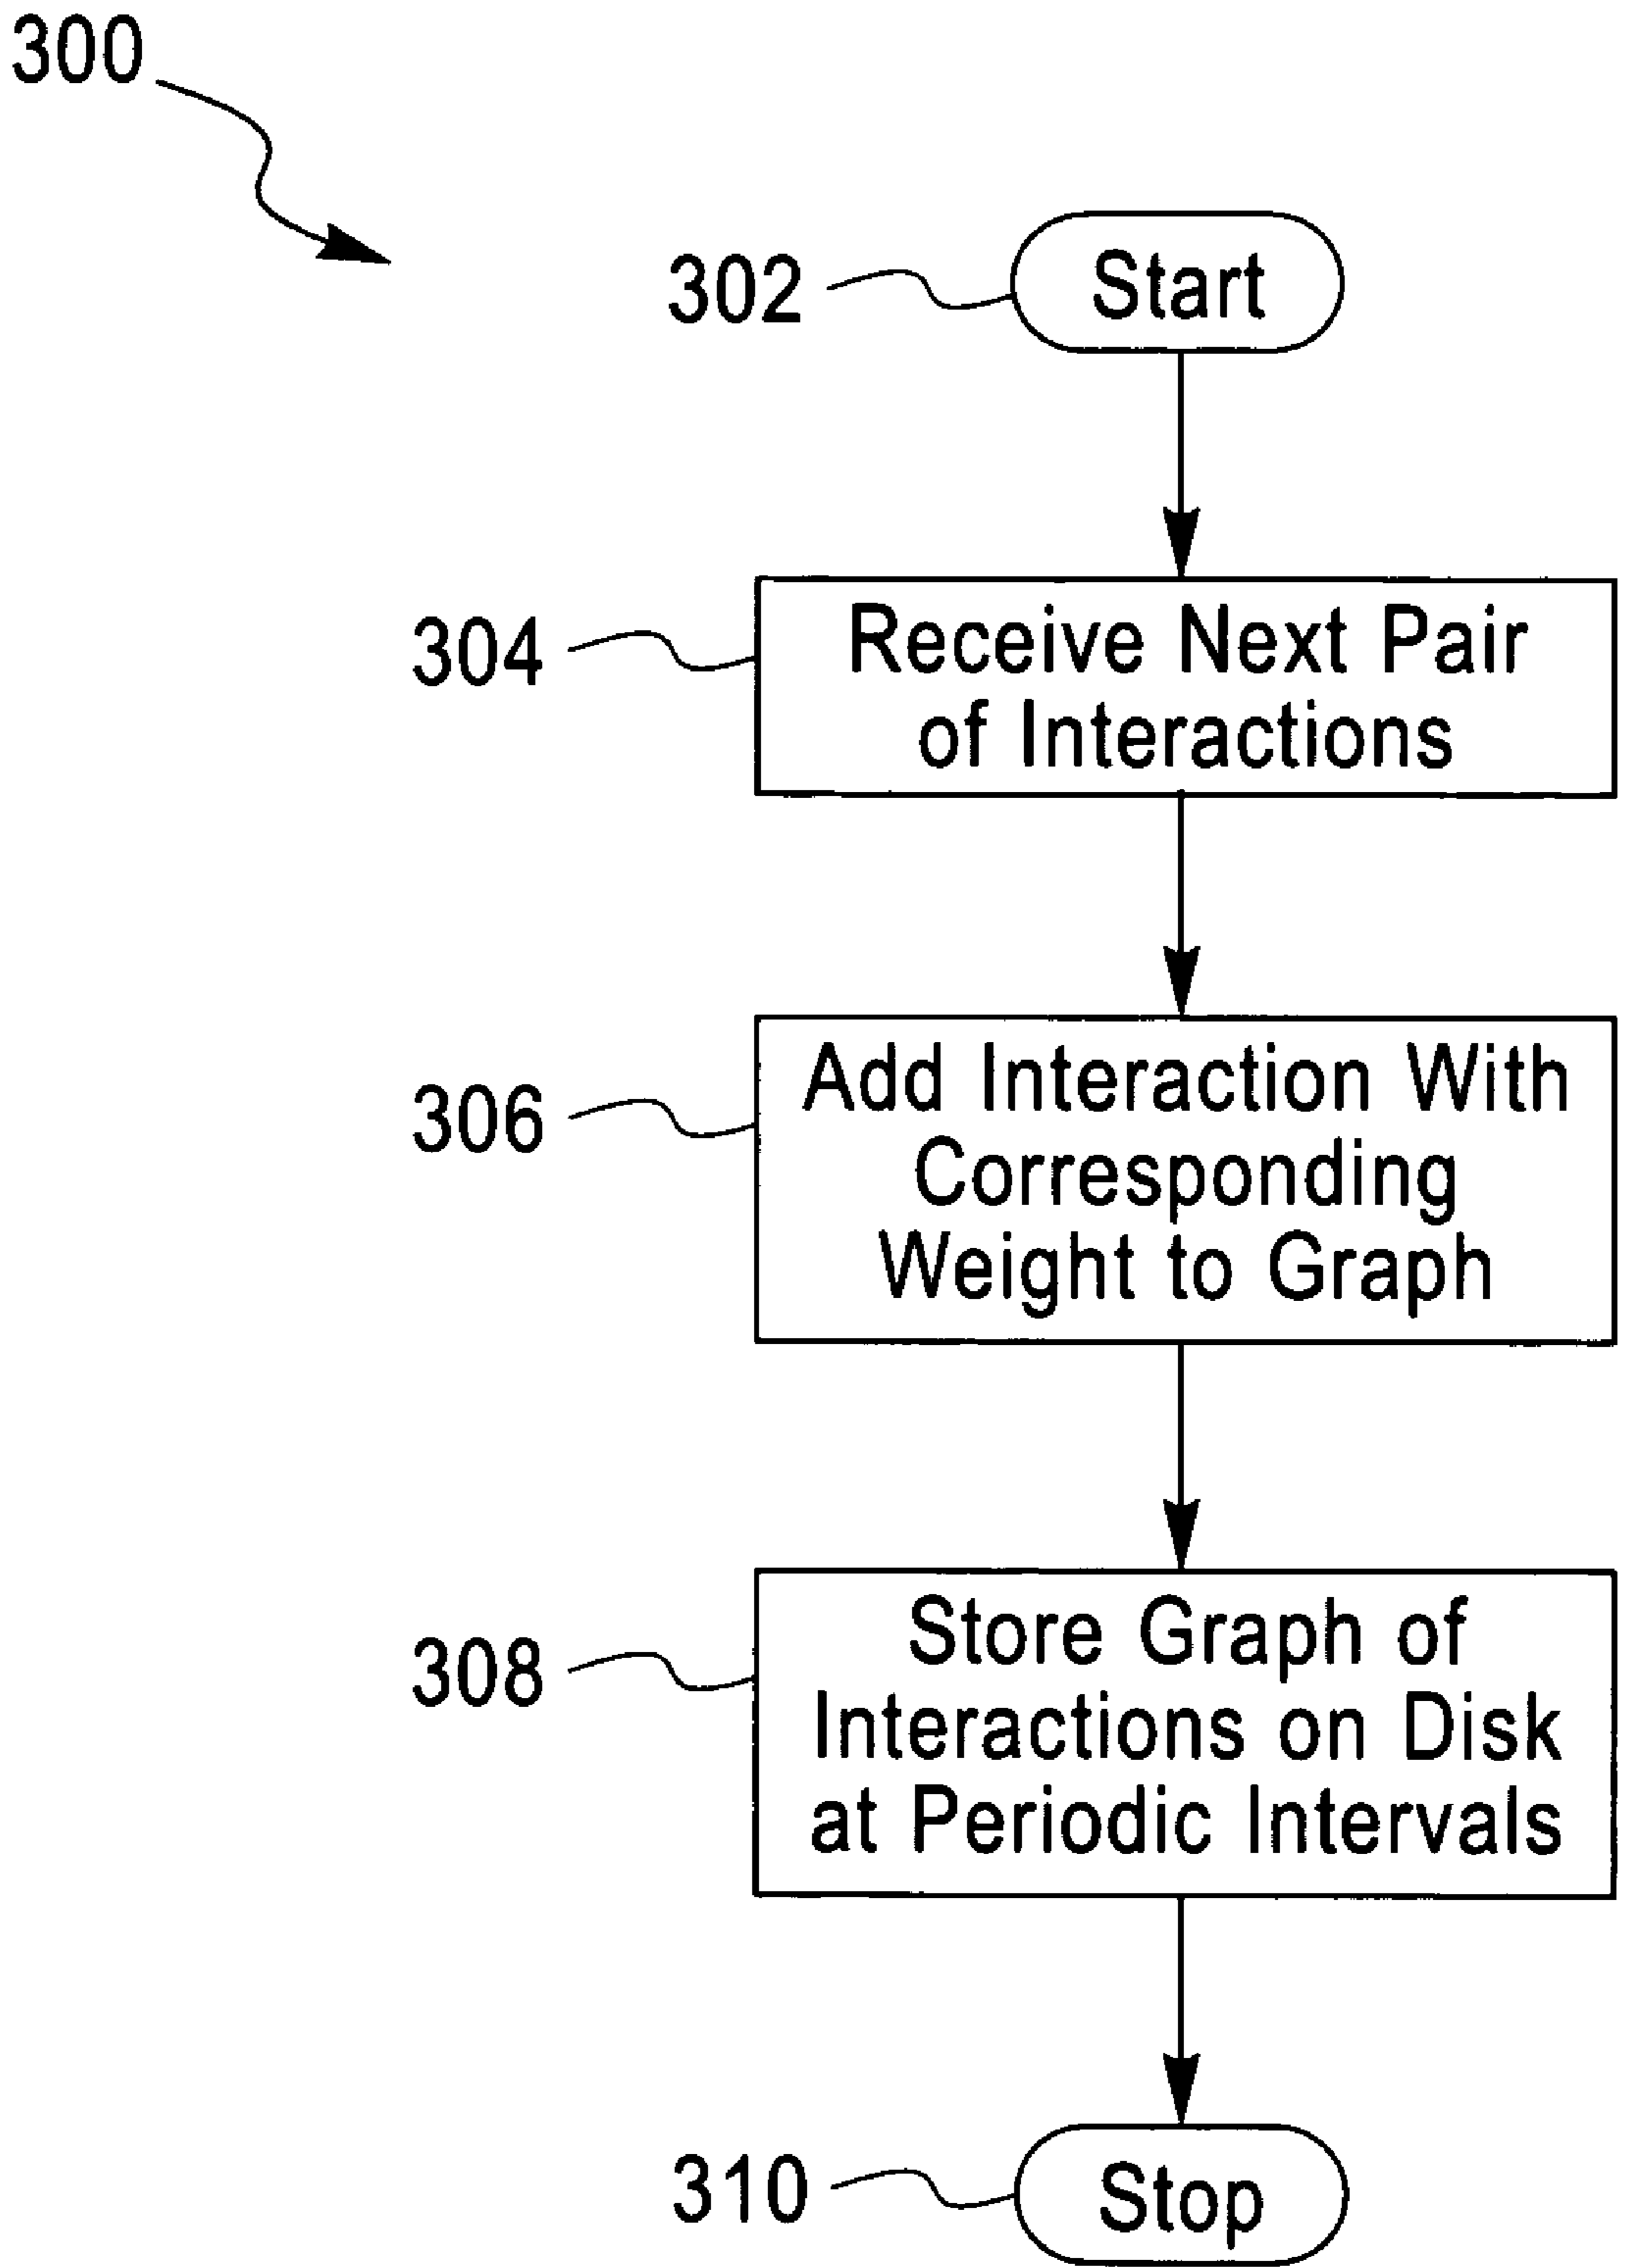 300
302
Start
304
Receive Next Pair
of Interactions
306
Add Interaction With
Corresponding
Weight to Graph
308
Store Graph of
Interactions on Disk
at Periodic Intervals
310
Stop